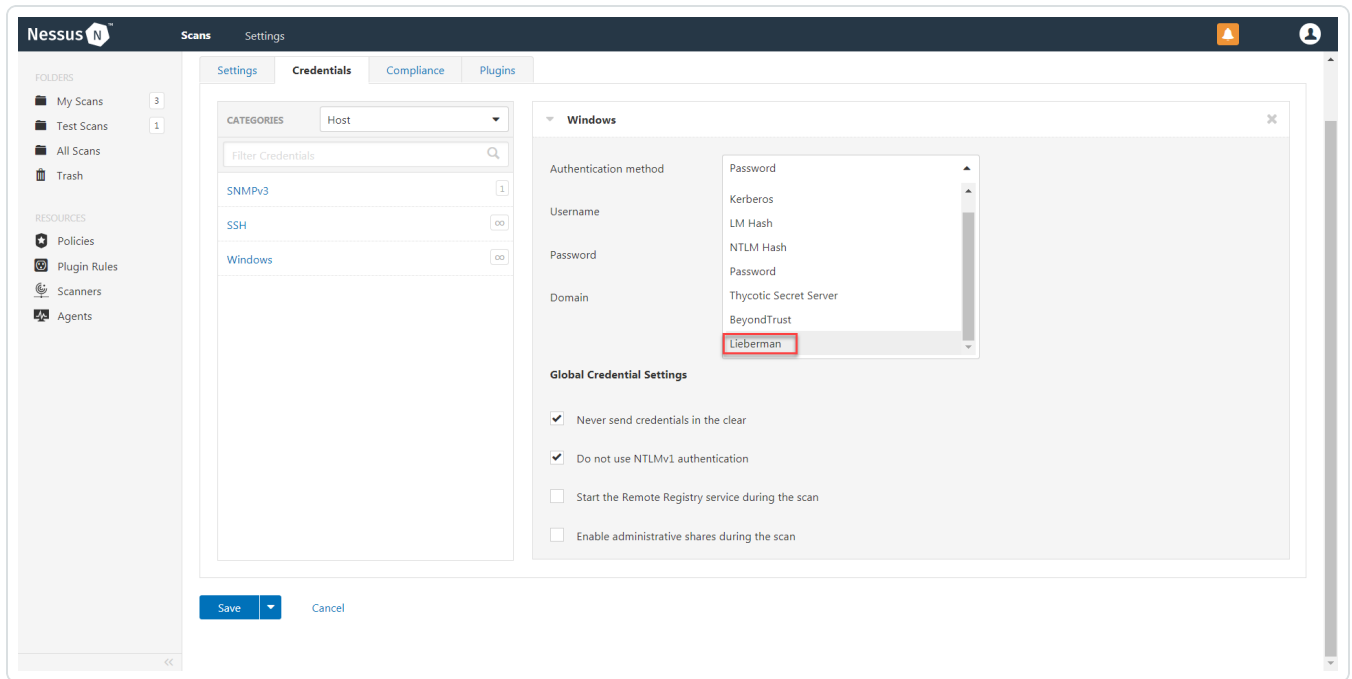 Nessus N ™
Scans Settings
FOLDERS
My Scans 3
Test Scans 1
All Scans
Trash
RESOURCES
Policies
Plugin Rules
Scanners
Agents
Settings Credentials Compliance Plugins
CATEGORIES Host
Filter Credentials
SNMPv3 1
SSH ∞
Windows ∞
Windows
Authentication method Password
Username
Password
Domain
Kerberos
LM Hash
NTLM Hash
Password
Thycotic Secret Server
BeyondTrust
Lieberman
Global Credential Settings
Never send credentials in the clear
Do not use NTLMv1 authentication
Start the Remote Registry service during the scan
Enable administrative shares during the scan
Save Cancel